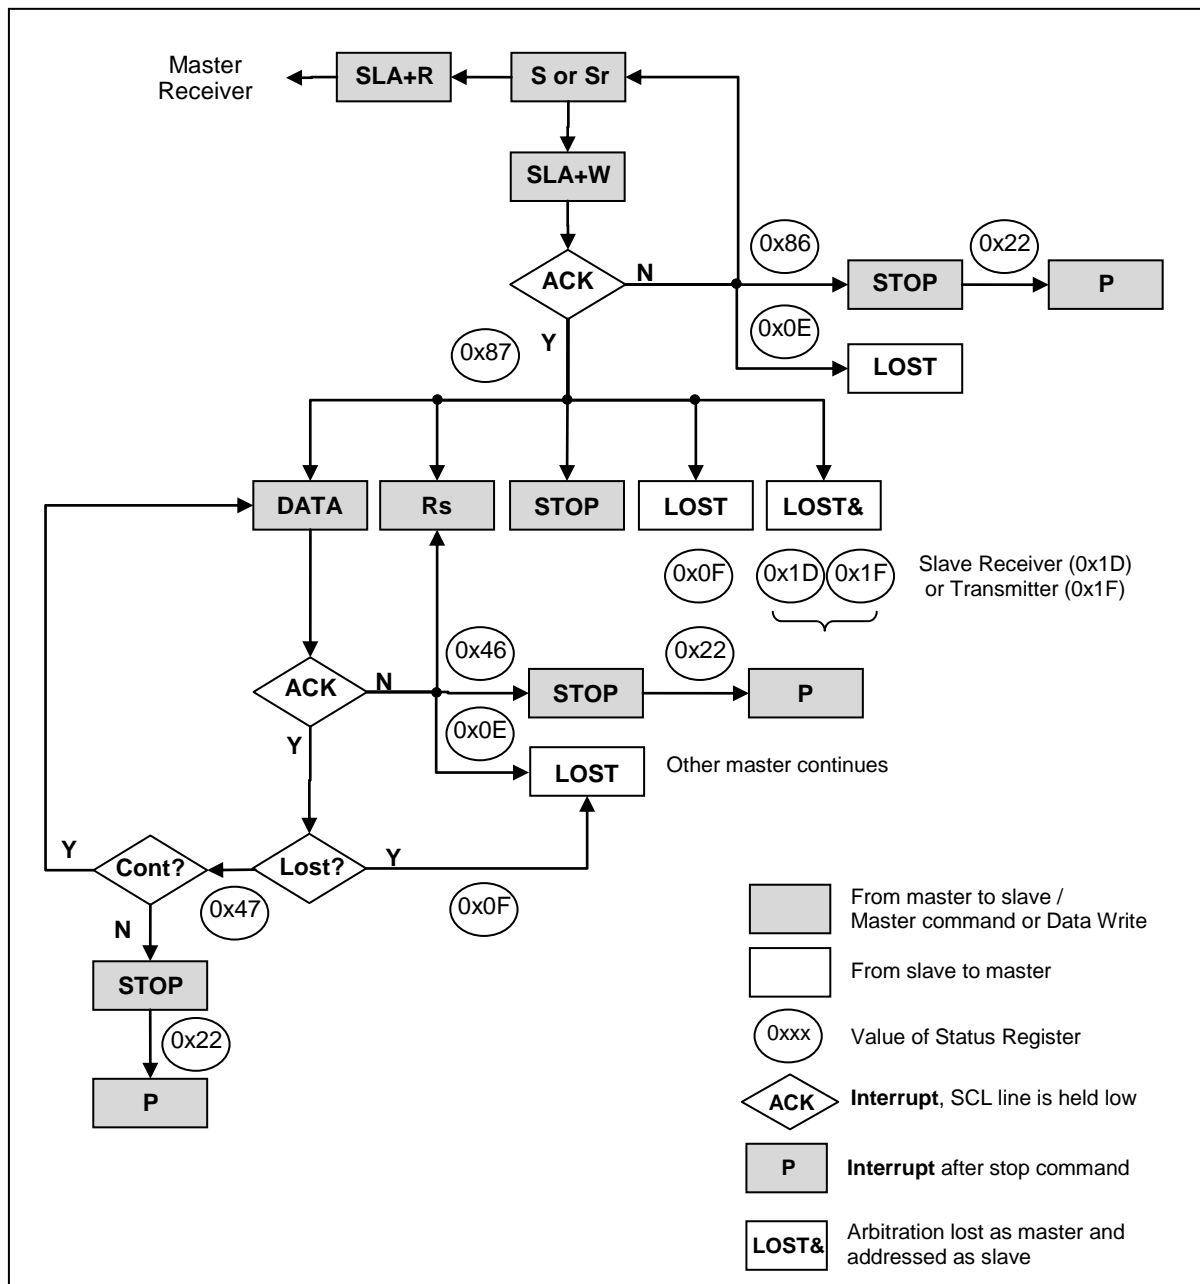 Master
Receiver
SLA+R
S or Sr
SLA+W
ACK
N
0x86
STOP
0x22
P
0x0E
LOST
Y
0x87
DATA
Rs
STOP
LOST
LOST&
0x0F
0x1D
0x1F
Slave Receiver (0x1D)
or Transmitter (0x1F)
ACK
N
0x46
STOP
0x22
P
0x0E
LOST
Other master continues
Y
Lost?
Y
0x0F
0x47
Cont?
Y
N
STOP
0x22
P
From master to slave /
Master command or Data Write
From slave to master
0xxx
Value of Status Register
ACK
Interrupt, SCL line is held low
P
Interrupt after stop command
LOST&
Arbitration lost as master and
addressed as slave